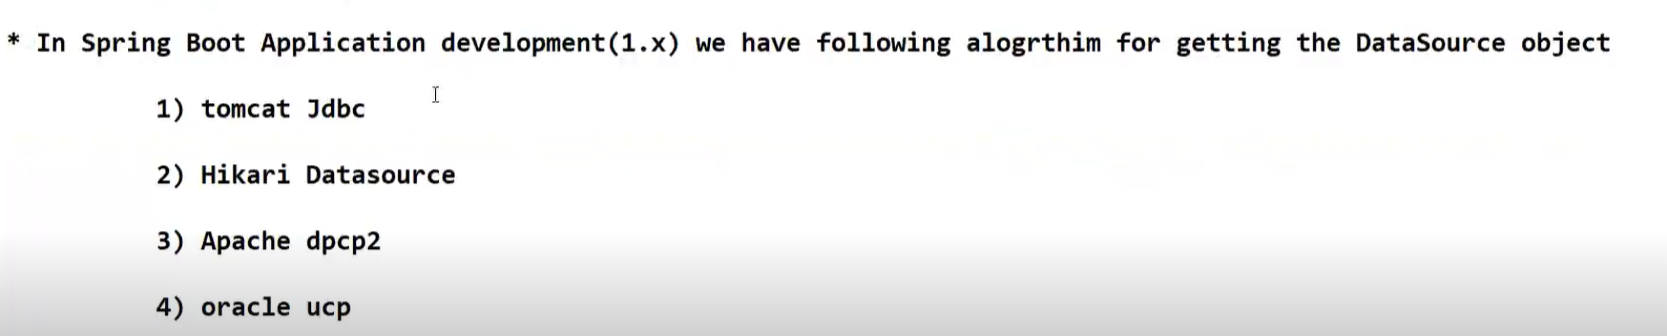 * In Spring Boot Application development(1.x) we have following alogrthim for getting the DataSource object
1) tomcat Jdbc
2) Hikari Datasource
3) Apache dpcp2
4) oracle ucp